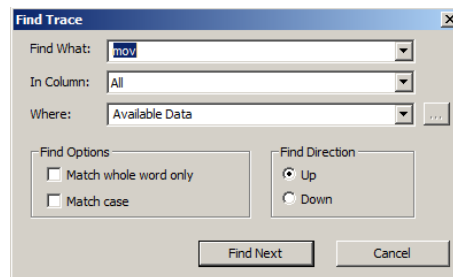 Find Trace
Find What: mov
In Column: All
Where: Available Data ...
Find Options
Match whole word only
Match case
Find Direction
Up
Down
Find Next Cancel